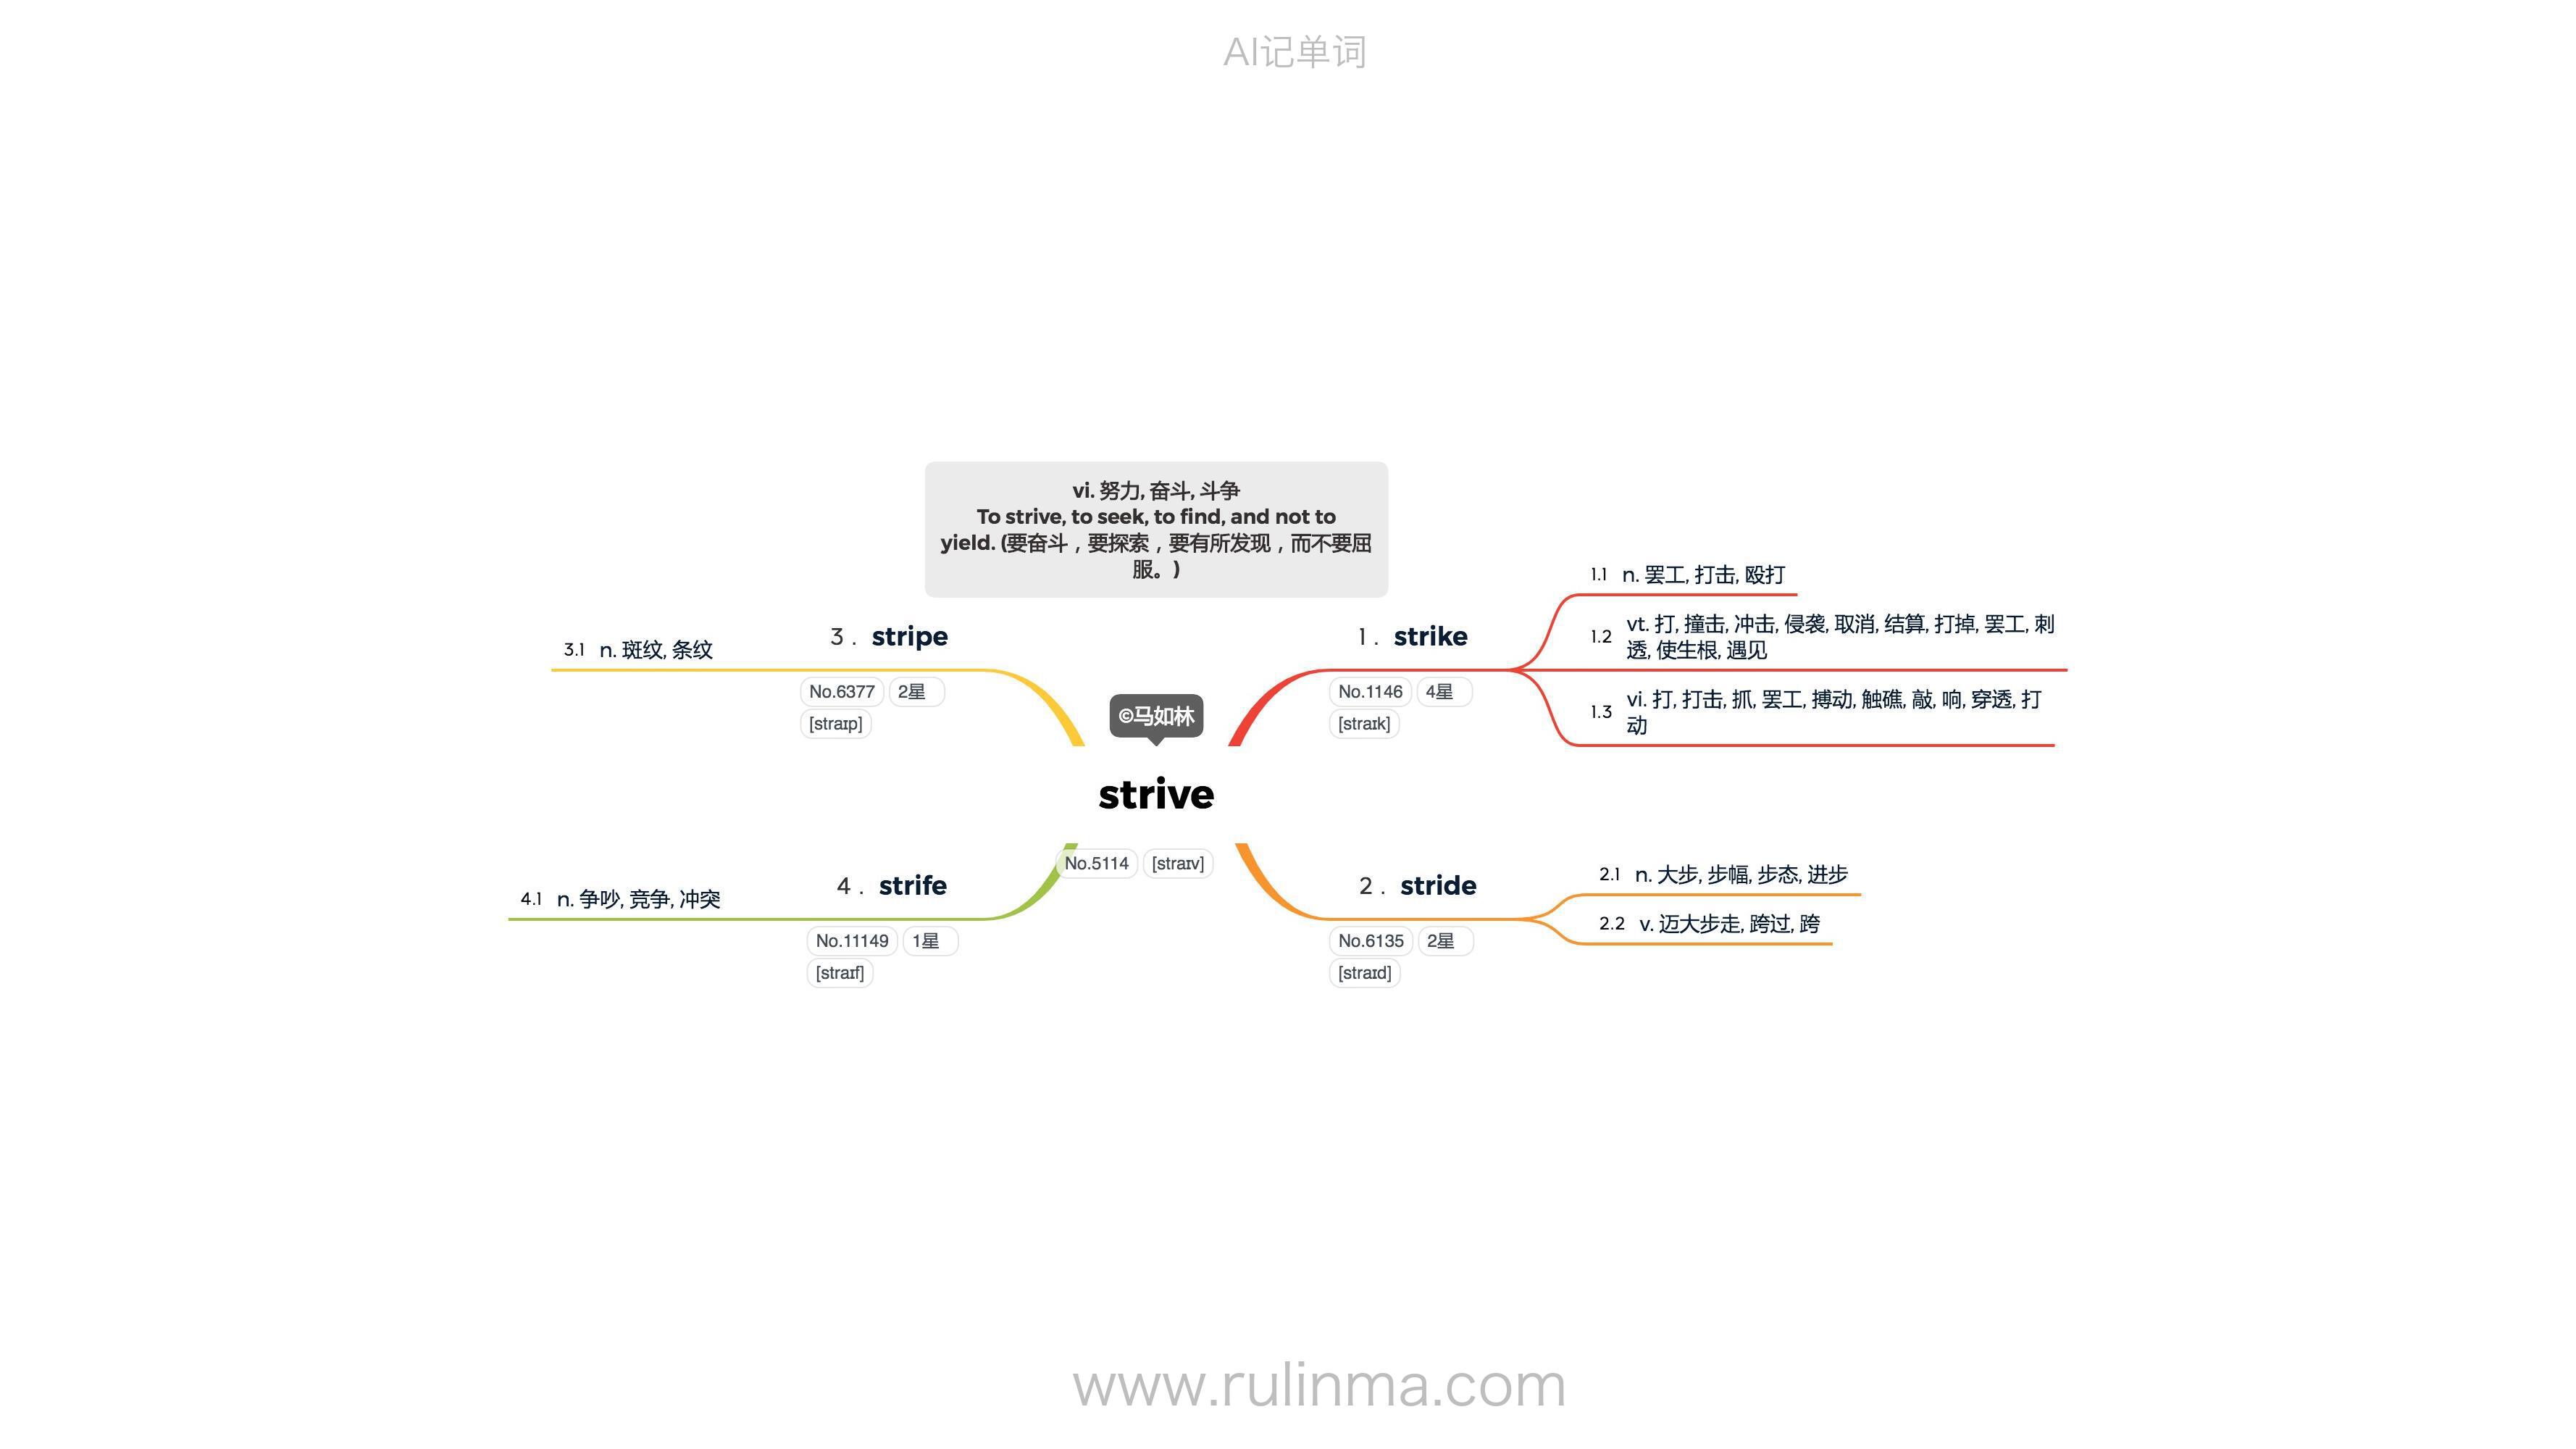 AI记单词
vi. 努力, 奋斗, 斗争
To strive, to seek, to find, and not to
yield. (要奋斗，要探索，要有所发现，而不要屈
服。)
©马如林
strive
No.5114 [straɪv]
1 . strike
No.1146 4星
[straɪk]
1.1 n. 罢工, 打击, 殴打
1.2 vt. 打, 撞击, 冲击, 侵袭, 取消, 结算, 打掉, 罢工, 刺
透, 使生根, 遇见
1.3 vi. 打, 打击, 抓, 罢工, 搏动, 触礁, 敲, 响, 穿透, 打
动
2 . stride
No.6135 2星
[straɪd]
2.1 n. 大步, 步幅, 步态, 进步
2.2 v. 迈大步走, 跨过, 跨
3 . stripe
No.6377 2星
[straɪp]
3.1 n. 斑纹, 条纹
4 . strife
No.11149 1星
[straɪf]
4.1 n. 争吵, 竞争, 冲突
www.rulinma.com